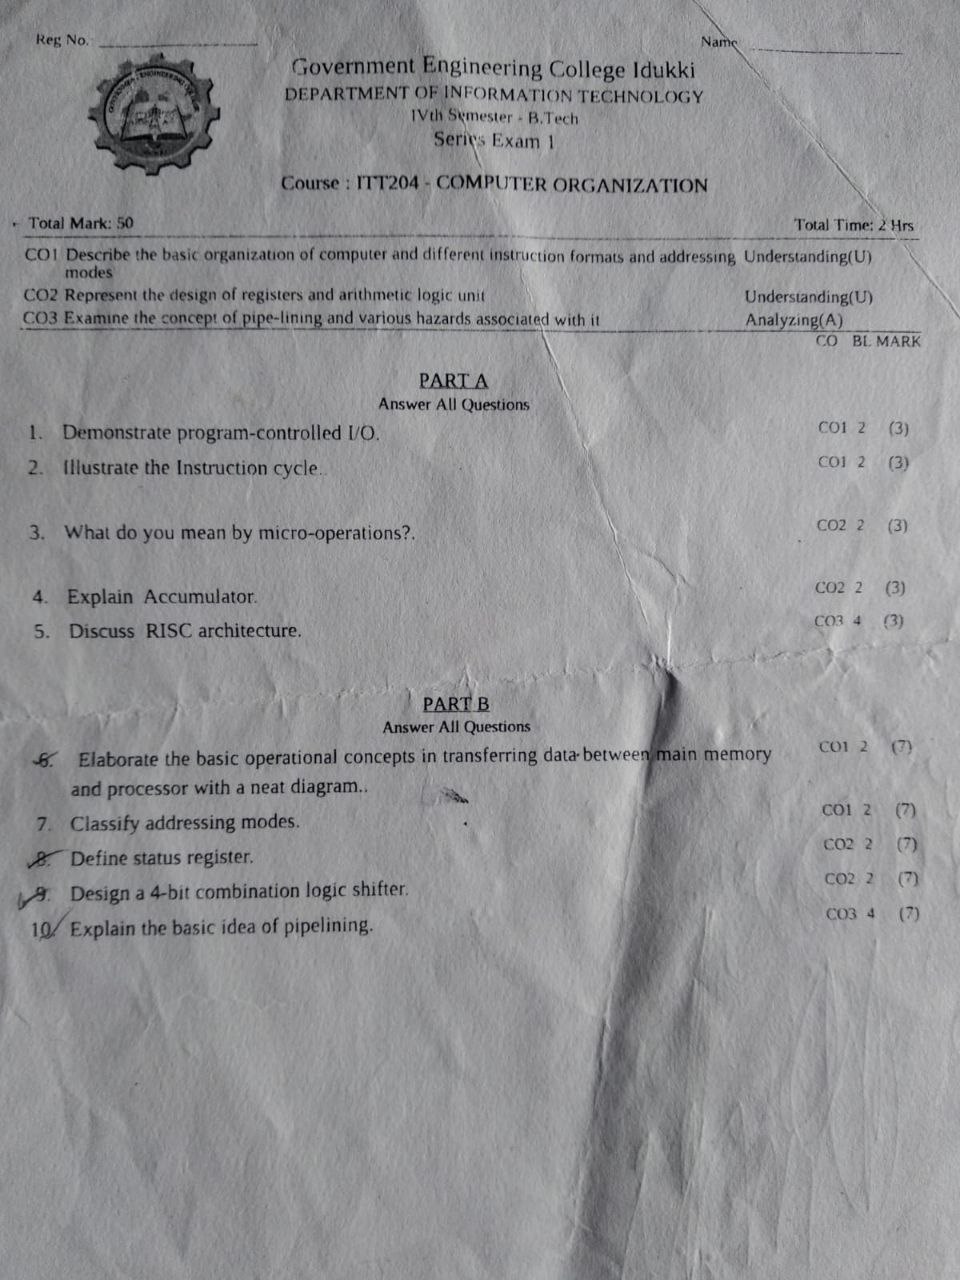 Reg No.
Name
Government Engineering College Idukki
DEPARTMENT OF INFORMATION TECHNOLOGY
IVth Semester - B.Tech
Series Exam 1
Course : ITT204 - COMPUTER ORGANIZATION
Total Mark: 50 Total Time: 2 Hrs
CO1 Describe the basic organization of computer and different instruction formats and addressing Understanding(U)
modes
CO2 Represent the design of registers and arithmetic logic unit Understanding(U)
CO3 Examine the concept of pipe-lining and various hazards associated with it Analyzing(A)
CO BL MARK
PART A
Answer All Questions
1. Demonstrate program-controlled I/O. CO1 2 (3)
2. Illustrate the Instruction cycle. CO1 2 (3)
3. What do you mean by micro-operations?. CO2 2 (3)
4. Explain Accumulator. CO2 2 (3)
5. Discuss RISC architecture. CO3 4 (3)
PART B
Answer All Questions
6. Elaborate the basic operational concepts in transferring data between main memory CO1 2 (7)
and processor with a neat diagram..
7. Classify addressing modes. CO1 2 (7)
8. Define status register. CO2 2 (7)
9. Design a 4-bit combination logic shifter. CO2 2 (7)
10. Explain the basic idea of pipelining. CO3 4 (7)